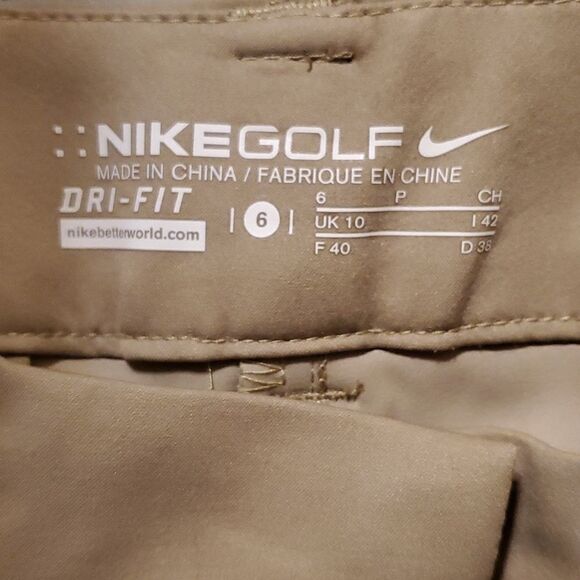 NIKEGOLF
MADE IN CHINA / FABRIQUE EN CHINE
DRI-FIT
nikebetterworld.com
6
6 P CH
UK 10 I 42
F 40 D 38